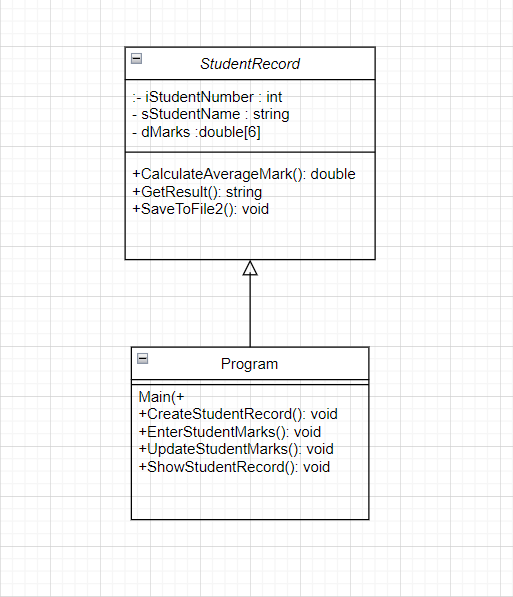 StudentRecord
:- iStudentNumber : int
- sStudentName : string
- dMarks :double[6]
+CalculateAverageMark(): double
+GetResult(): string
+SaveToFile2(): void
Program
Main(+
+CreateStudentRecord(): void
+EnterStudentMarks(): void
+UpdateStudentMarks(): void
+ShowStudentRecord(): void